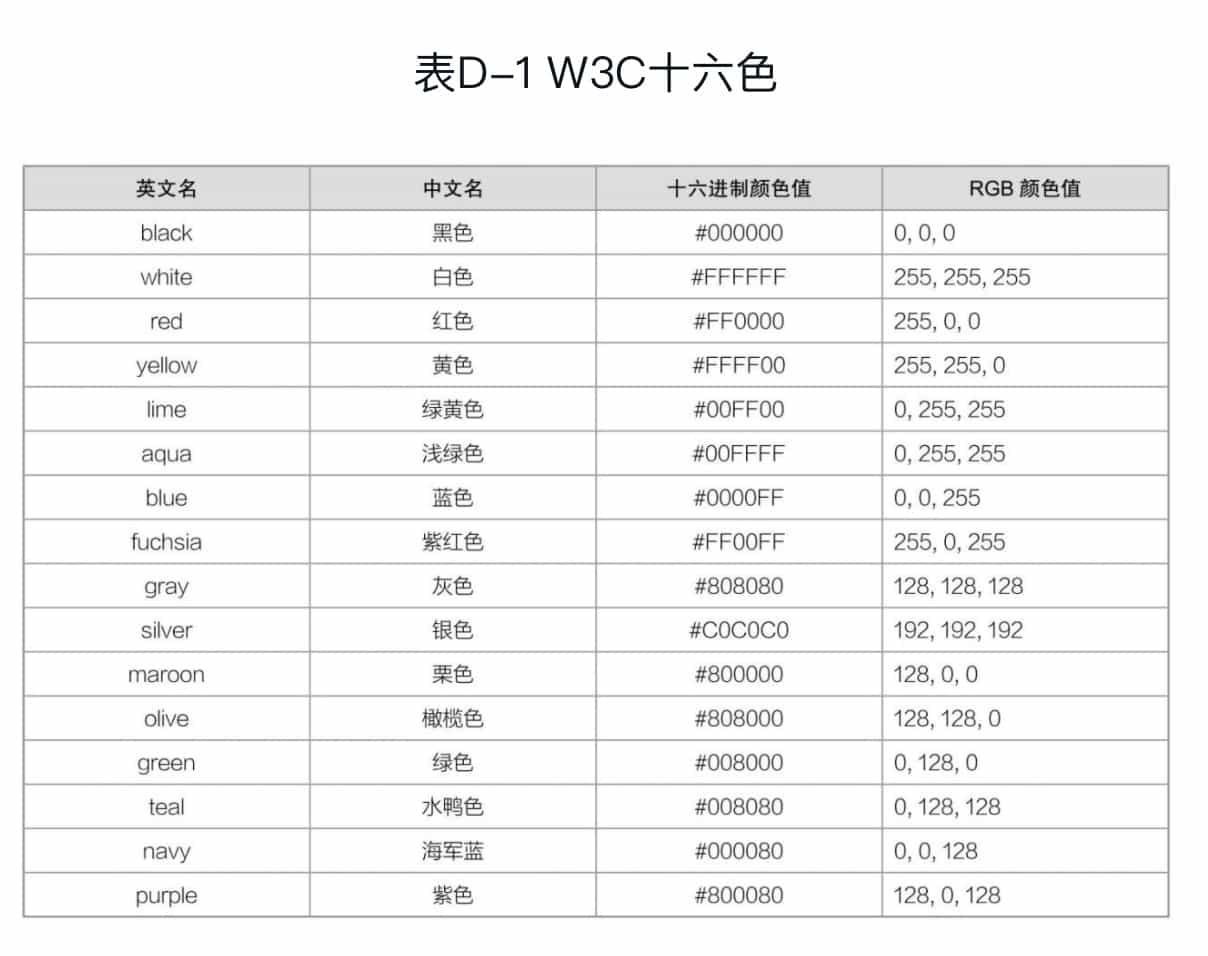 表D-1 W3C十六色
英文名 中文名 十六进制颜色值 RGB 颜色值
black 黑色 #000000 0, 0, 0
white 白色 #FFFFFF 255, 255, 255
red 红色 #FF0000 255, 0, 0
yellow 黄色 #FFFF00 255, 255, 0
lime 绿黄色 #00FF00 0, 255, 255
aqua 浅绿色 #00FFFF 0, 255, 255
blue 蓝色 #0000FF 0, 0, 255
fuchsia 紫红色 #FF00FF 255, 0, 255
gray 灰色 #808080 128, 128, 128
silver 银色 #C0C0C0 192, 192, 192
maroon 栗色 #800000 128, 0, 0
olive 橄榄色 #808000 128, 128, 0
green 绿色 #008000 0, 128, 0
teal 水鸭色 #008080 0, 128, 128
navy 海军蓝 #000080 0, 0, 128
purple 紫色 #800080 128, 0, 128